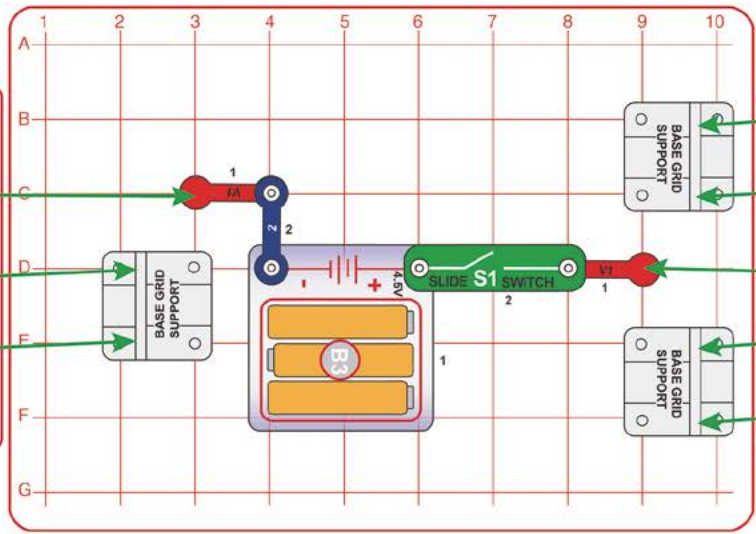 1 2 3 4 5 6 7 8 9 10
A
B
BASE GRID
SUPPORT
1
C
2
2
D
- + 4.5V
SLIDE S1 SWITCH
2
V1
1
BASE GRID
SUPPORT
E
B3
1
BASE GRID
SUPPORT
F
G